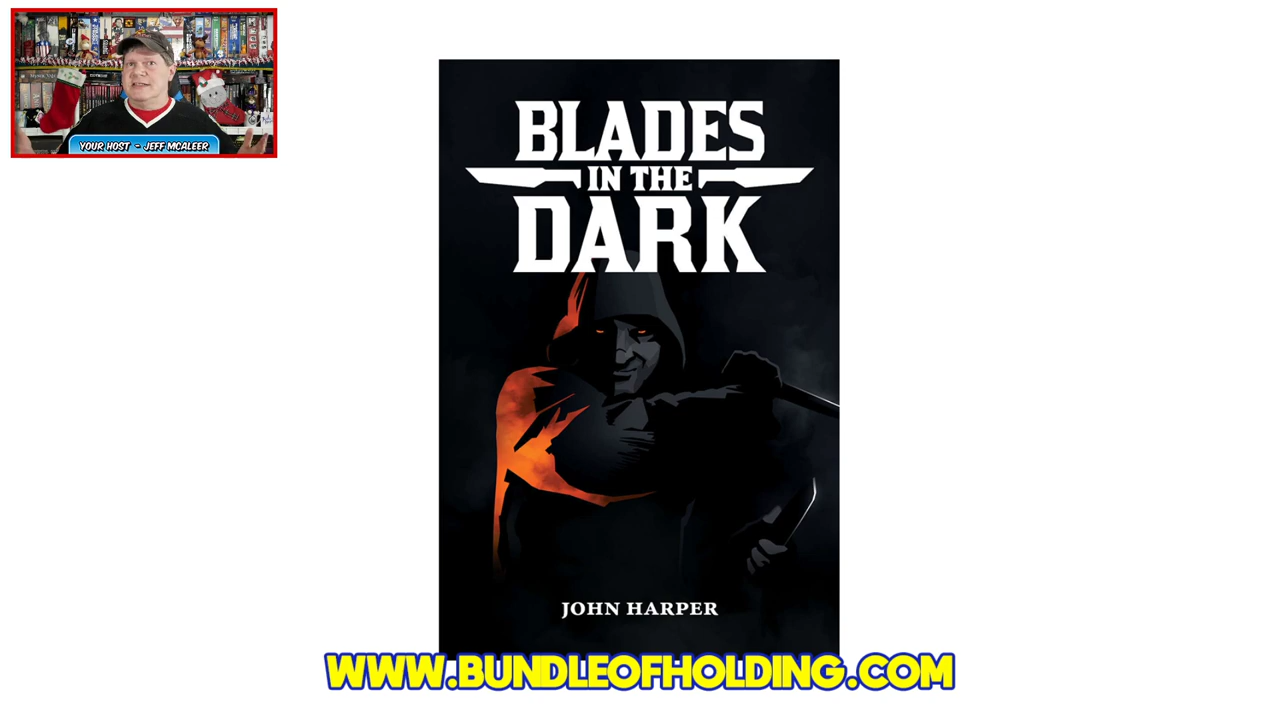 YOUR HOST - JEFF MCALEER
BLADES
IN THE
DARK
JOHN HARPER
WWW.BUNDLEOFHOLDING.COM